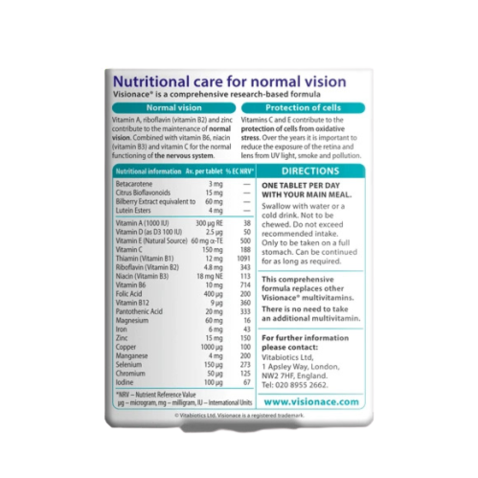 Nutritional care for normal vision
Visionace® is a comprehensive research-based formula
Normal vision
Vitamin A, riboflavin (vitamin B2) and zinc
contribute to the maintenance of normal
vision. Combined with vitamin B6, niacin
(vitamin B3) and vitamin C for the normal
functioning of the nervous system.
Protection of cells
Vitamins C and E contribute to the
protection of cells from oxidative
stress. Over the years it is important to
reduce the exposure of the retina and
lens from UV light, smoke and pollution.
Nutritional information Av. per tablet % EC NRV*
Betacarotene 3 mg —
Citrus Bioflavonoids 15 mg —
Bilberry Extract equivalent to 60 mg —
Lutein Esters 4 mg —
Vitamin A (1000 IU) 300 µg RE 38
Vitamin D (as D3 100 IU) 2.5 µg 50
Vitamin E (Natural Source) 60 mg α-TE 500
Vitamin C 150 mg 188
Thiamin (Vitamin B1) 12 mg 1091
Riboflavin (Vitamin B2) 4.8 mg 343
Niacin (Vitamin B3) 18 mg NE 113
Vitamin B6 10 mg 714
Folic Acid 400 µg 200
Vitamin B12 9 µg 360
Pantothenic Acid 20 mg 333
Magnesium 60 mg 16
Iron 6 mg 43
Zinc 15 mg 150
Copper 1000 µg 100
Manganese 4 mg 200
Selenium 150 µg 273
Chromium 50 µg 125
Iodine 100 µg 67
*NRV – Nutrient Reference Value
µg – microgram, mg – milligram, IU – International Units
DIRECTIONS
ONE TABLET PER DAY
WITH YOUR MAIN MEAL.
Swallow with water or a
cold drink. Not to be
chewed. Do not exceed
recommended intake.
Only to be taken on a full
stomach. Can be continued
for as long as required.
This comprehensive
formula replaces other
Visionace® multivitamins.
There is no need to take
an additional multivitamin.
For further information
please contact:
Vitabiotics Ltd,
1 Apsley Way, London,
NW2 7HF, England.
Tel: 020 8955 2662.
www.visionace.com
© Vitabiotics Ltd. Visionace is a registered trademark.